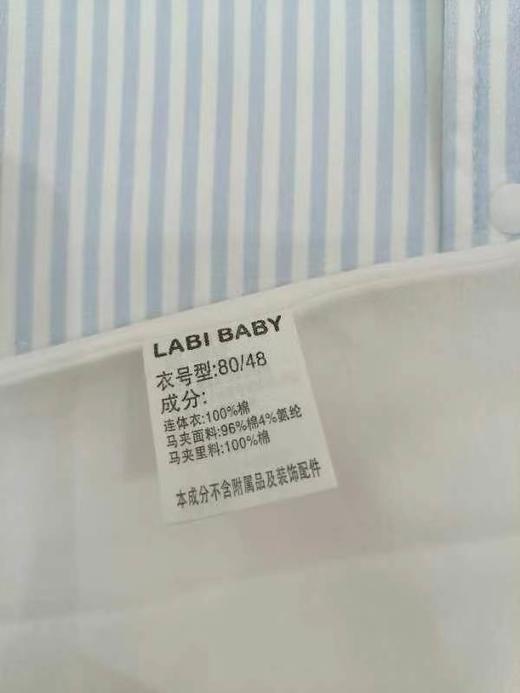 LABI BABY
衣号型:80/48
成分:
连体衣:100%棉
马夹面料:96%棉4%氨纶
马夹里料:100%棉
本成分不含附属品及装饰配件